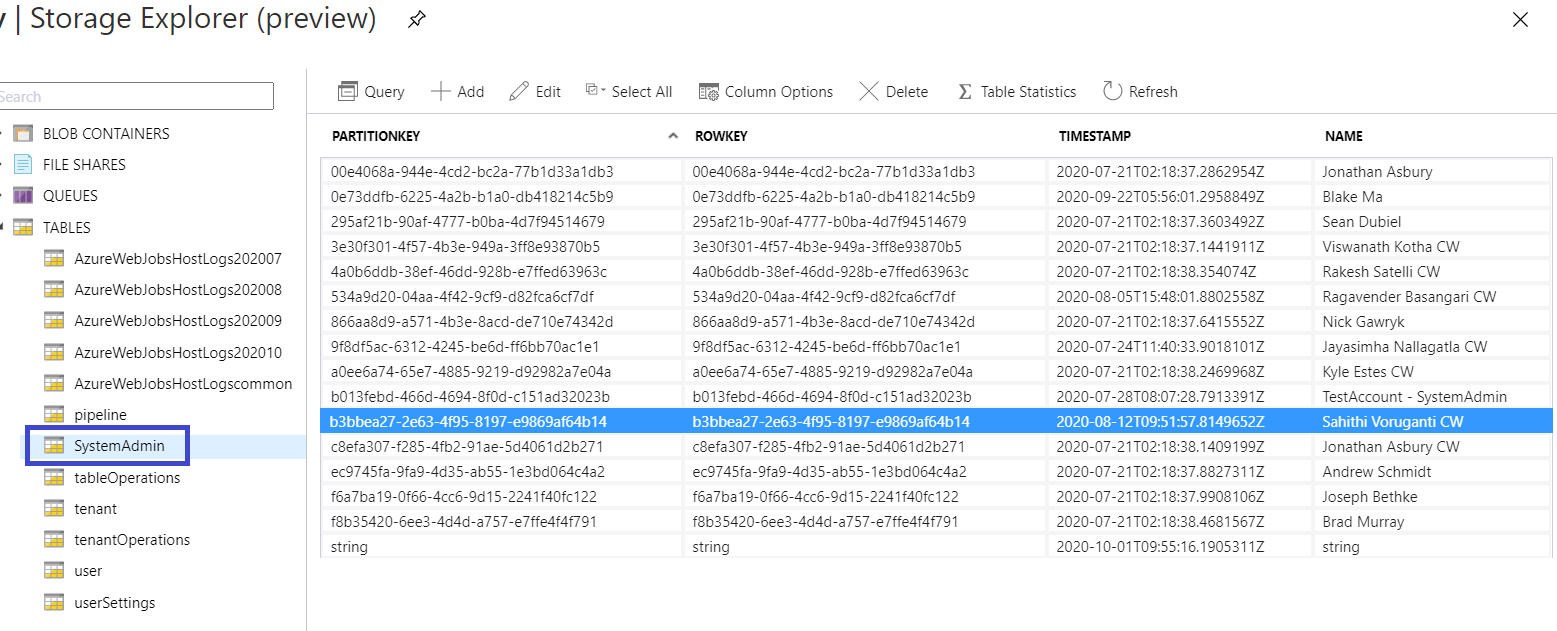 y | Storage Explorer (preview)
Search
BLOB CONTAINERS
FILE SHARES
QUEUES
TABLES
AzureWebJobsHostLogs202007
AzureWebJobsHostLogs202008
AzureWebJobsHostLogs202009
AzureWebJobsHostLogs202010
AzureWebJobsHostLogscommon
pipeline
SystemAdmin
tableOperations
tenant
tenantOperations
user
userSettings
Query Add Edit Select All Column Options Delete Table Statistics Refresh
PARTITIONKEY ROWKEY TIMESTAMP NAME
00e4068a-944e-4cd2-bc2a-77b1d33a1db3 00e4068a-944e-4cd2-bc2a-77b1d33a1db3 2020-07-21T02:18:37.2862954Z Jonathan Asbury
0e73ddfb-6225-4a2b-b1a0-db418214c5b9 0e73ddfb-6225-4a2b-b1a0-db418214c5b9 2020-09-22T05:56:01.2958849Z Blake Ma
295af21b-90af-4777-b0ba-4d7f94514679 295af21b-90af-4777-b0ba-4d7f94514679 2020-07-21T02:18:37.3603492Z Sean Dubiel
3e30f301-4f57-4b3e-949a-3ff8e93870b5 3e30f301-4f57-4b3e-949a-3ff8e93870b5 2020-07-21T02:18:37.1441911Z Viswanath Kotha CW
4a0b6ddb-38ef-46dd-928b-e7ffed63963c 4a0b6ddb-38ef-46dd-928b-e7ffed63963c 2020-07-21T02:18:38.354074Z Rakesh Satelli CW
534a9d20-04aa-4f42-9cf9-d82fca6cf7df 534a9d20-04aa-4f42-9cf9-d82fca6cf7df 2020-08-05T15:48:01.8802558Z Ragavender Basangari CW
866aa8d9-a571-4b3e-8acd-de710e74342d 866aa8d9-a571-4b3e-8acd-de710e74342d 2020-07-21T02:18:37.6415552Z Nick Gawryk
9f8df5ac-6312-4245-be6d-ff6bb70ac1e1 9f8df5ac-6312-4245-be6d-ff6bb70ac1e1 2020-07-24T11:40:33.9018101Z Jayasimha Nallagatla CW
a0ee6a74-65e7-4885-9219-d92982a7e04a a0ee6a74-65e7-4885-9219-d92982a7e04a 2020-07-21T02:18:38.2469968Z Kyle Estes CW
b013febd-466d-4694-8f0d-c151ad32023b b013febd-466d-4694-8f0d-c151ad32023b 2020-07-28T08:07:28.7913391Z TestAccount - SystemAdmin
b3bbea27-2e63-4f95-8197-e9869af64b14 b3bbea27-2e63-4f95-8197-e9869af64b14 2020-08-12T09:51:57.8149652Z Sahithi Voruganti CW
c8efa307-f285-4fb2-91ae-5d4061d2b271 c8efa307-f285-4fb2-91ae-5d4061d2b271 2020-07-21T02:18:38.1409199Z Jonathan Asbury CW
ec9745fa-9fa9-4d35-ab55-1e3bd064c4a2 ec9745fa-9fa9-4d35-ab55-1e3bd064c4a2 2020-07-21T02:18:37.8827311Z Andrew Schmidt
f6a7ba19-0f66-4cc6-9d15-2241f40fc122 f6a7ba19-0f66-4cc6-9d15-2241f40fc122 2020-07-21T02:18:37.9908106Z Joseph Bethke
f8b35420-6ee3-4d4d-a757-e7ffe4f4f791 f8b35420-6ee3-4d4d-a757-e7ffe4f4f791 2020-07-21T02:18:38.4681567Z Brad Murray
string string 2020-10-01T09:55:16.1905311Z string